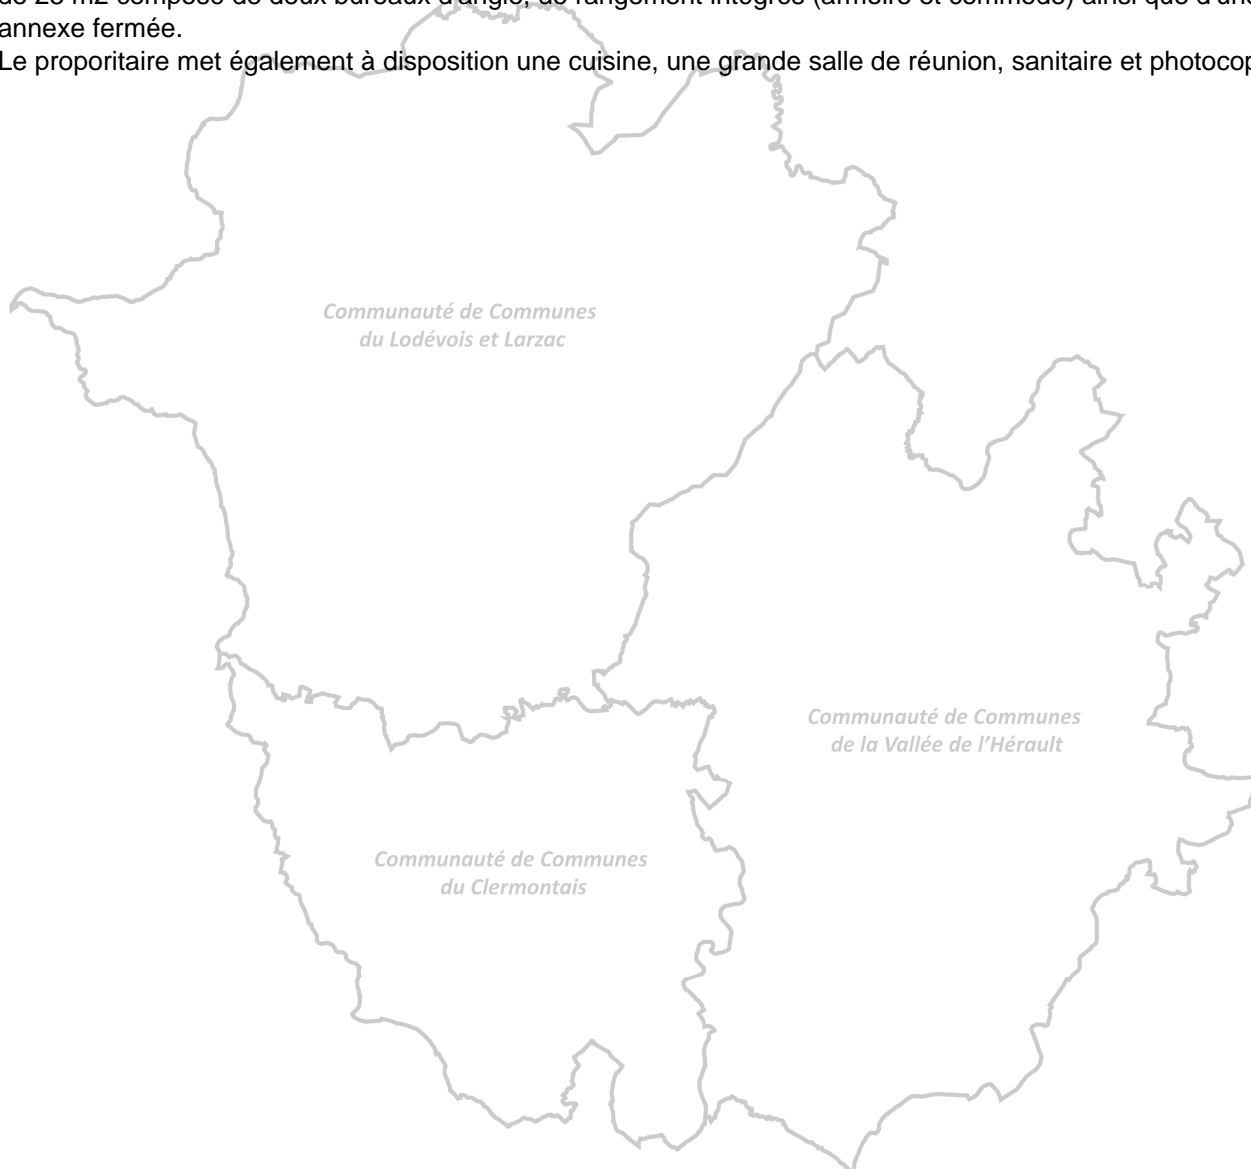 de 28 m2 composé de deux bureaux d'angle, de rangement intégrés (armoire et commode) ainsi que d'une
annexe fermée.
Le proporitaire met également à disposition une cuisine, une grande salle de réunion, sanitaire et photocop
Communauté de Communes
du Lodévois et Larzac
Communauté de Communes
de la Vallée de l'Hérault
Communauté de Communes
du Clermontais